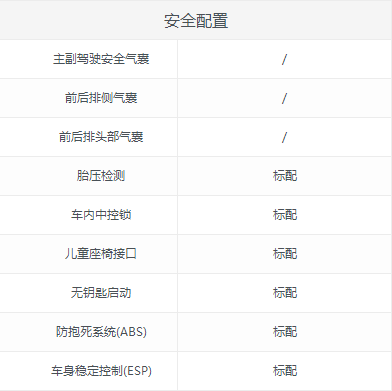 安全配置
主副驾驶安全气囊 /
前后排侧气囊 /
前后排头部气囊 /
胎压检测 标配
车内中控锁 标配
儿童座椅接口 标配
无钥匙启动 标配
防抱死系统(ABS) 标配
车身稳定控制(ESP) 标配